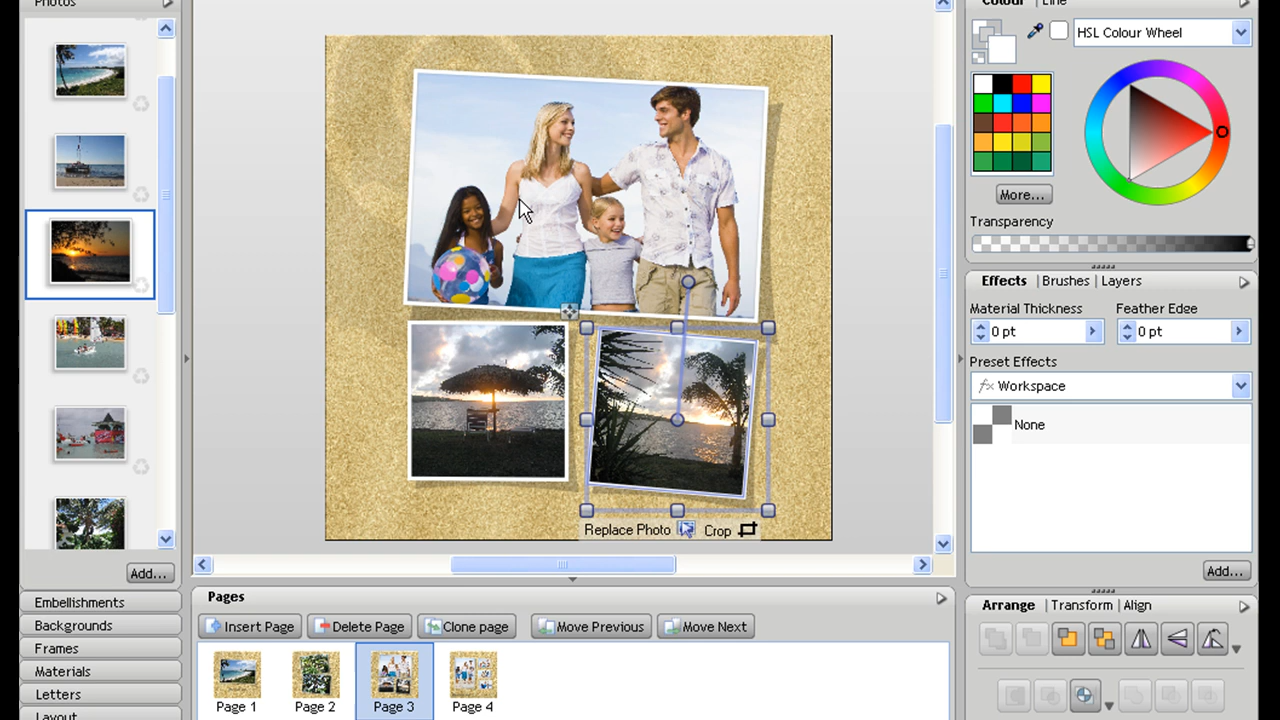 Photos
Colour | Line
HSL Colour Wheel
More...
Transparency
Effects | Brushes | Layers
Material Thickness Feather Edge
0 pt 0 pt
Preset Effects
fx Workspace
None
Add...
Replace Photo Crop
Add...
Embellishments
Backgrounds
Frames
Materials
Letters
Layout
Pages
Insert Page Delete Page Clone page Move Previous Move Next
Page 1 Page 2 Page 3 Page 4
Arrange | Transform | Align